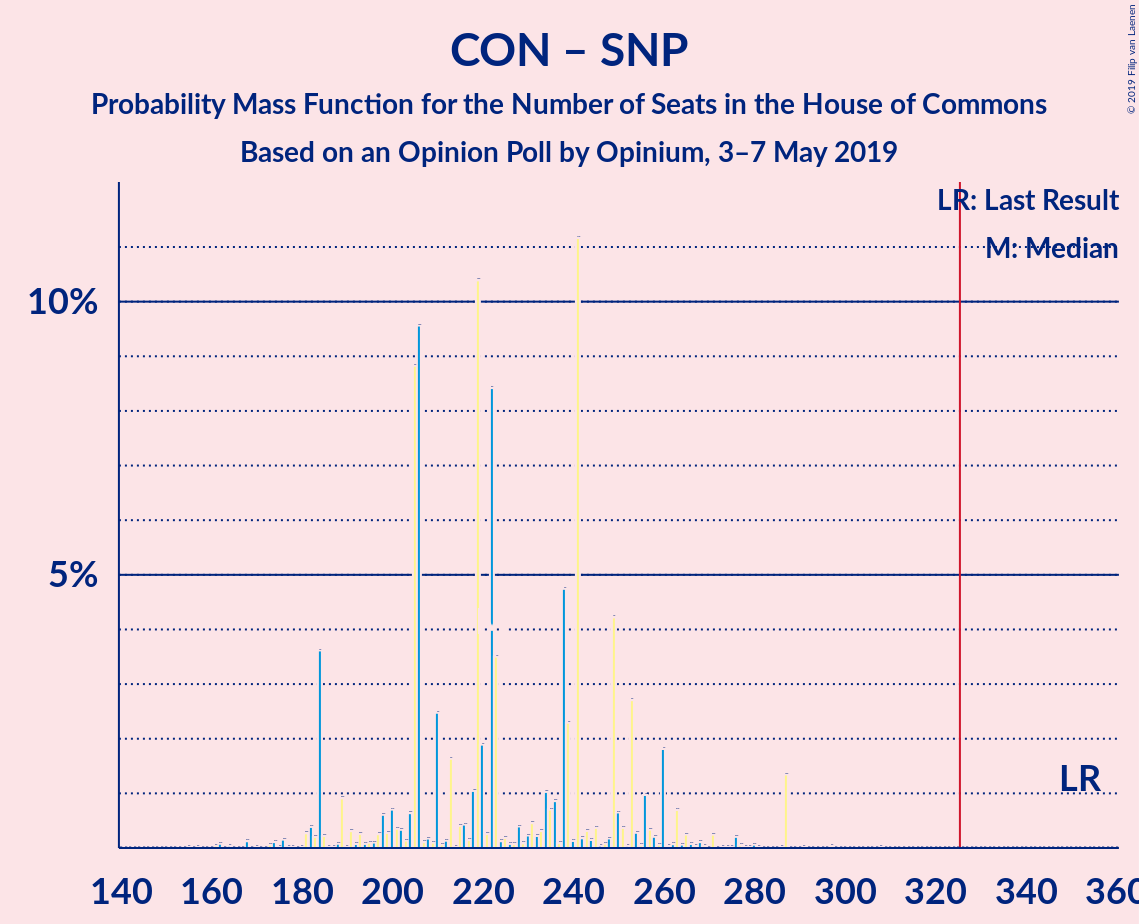 CON – SNP
Probability Mass Function for the Number of Seats in the House of Commons
Based on an Opinion Poll by Opinium, 3–7 May 2019
© 2019 Filip van Laenen
LR: Last Result
M: Median
10%
5%
LR
140 160 180 200 220 240 260 280 300 320 340 360